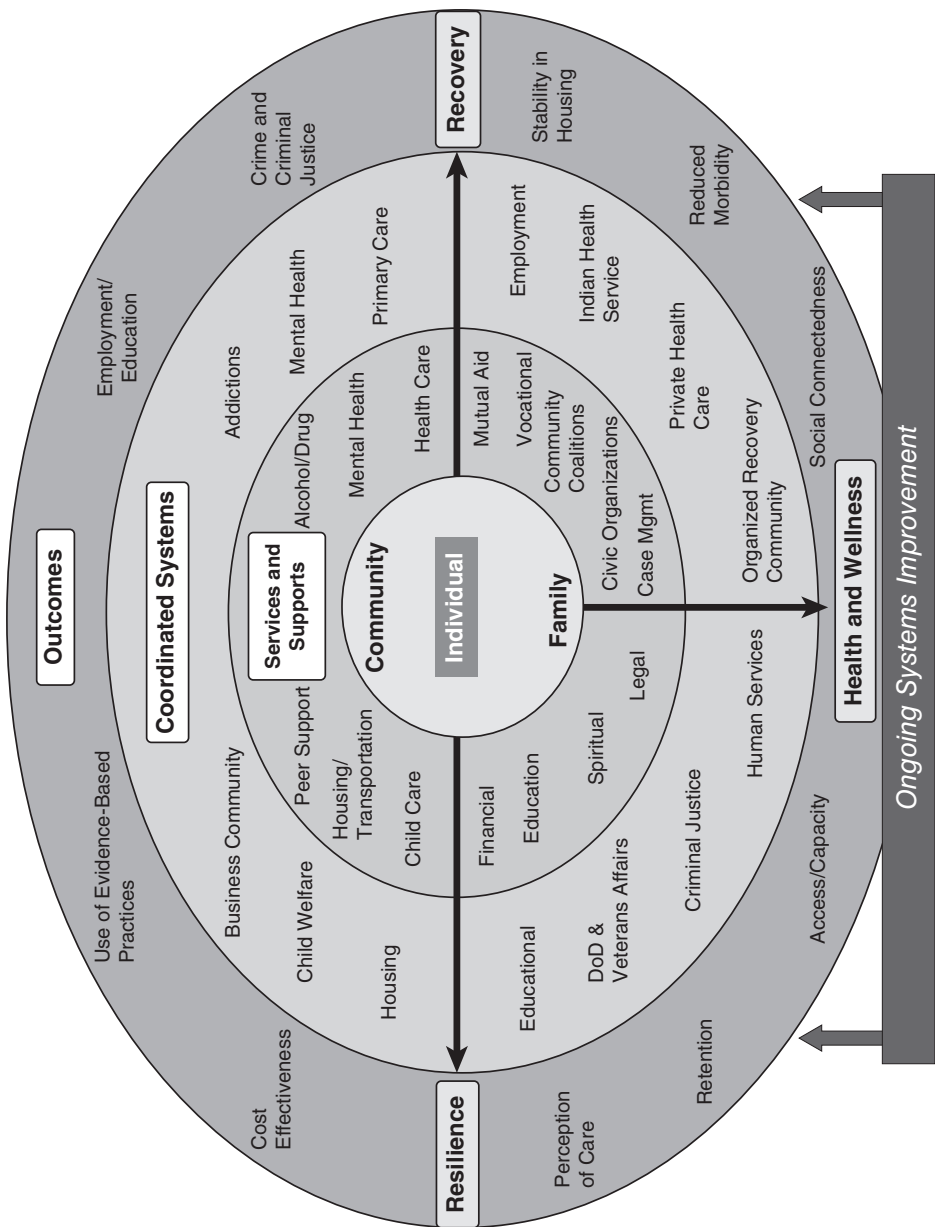 Outcomes
Use of Evidence-Based
Practices
Employment/
Education
Cost
Effectiveness
Crime and
Criminal
Justice
Resilience
Recovery
Perception
of Care
Stability in
Housing
Retention
Reduced
Morbidity
Access/Capacity
Social Connectedness
Health and Wellness
Coordinated Systems
Business Community
Addictions
Child Welfare
Mental Health
Housing
Primary Care
Educational
Employment
DoD &
Veterans Affairs
Indian Health
Service
Criminal Justice
Private Health
Care
Human Services
Organized Recovery
Community
Services and
Supports
Peer Support
Alcohol/Drug
Housing/
Transportation
Mental Health
Child Care
Health Care
Financial
Mutual Aid
Education
Vocational
Community
Coalitions
Spiritual
Civic Organizations
Legal
Case Mgmt
Community
Individual
Family
Ongoing Systems Improvement